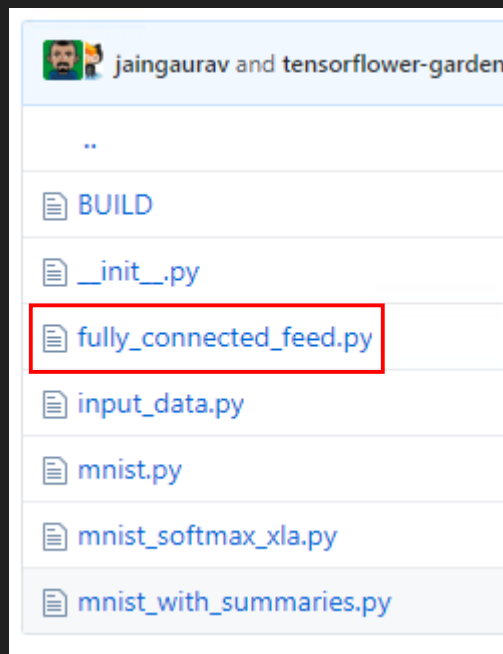 jaingaurav and tensorflower-garden
..
BUILD
__init__.py
fully_connected_feed.py
input_data.py
mnist.py
mnist_softmax_xla.py
mnist_with_summaries.py